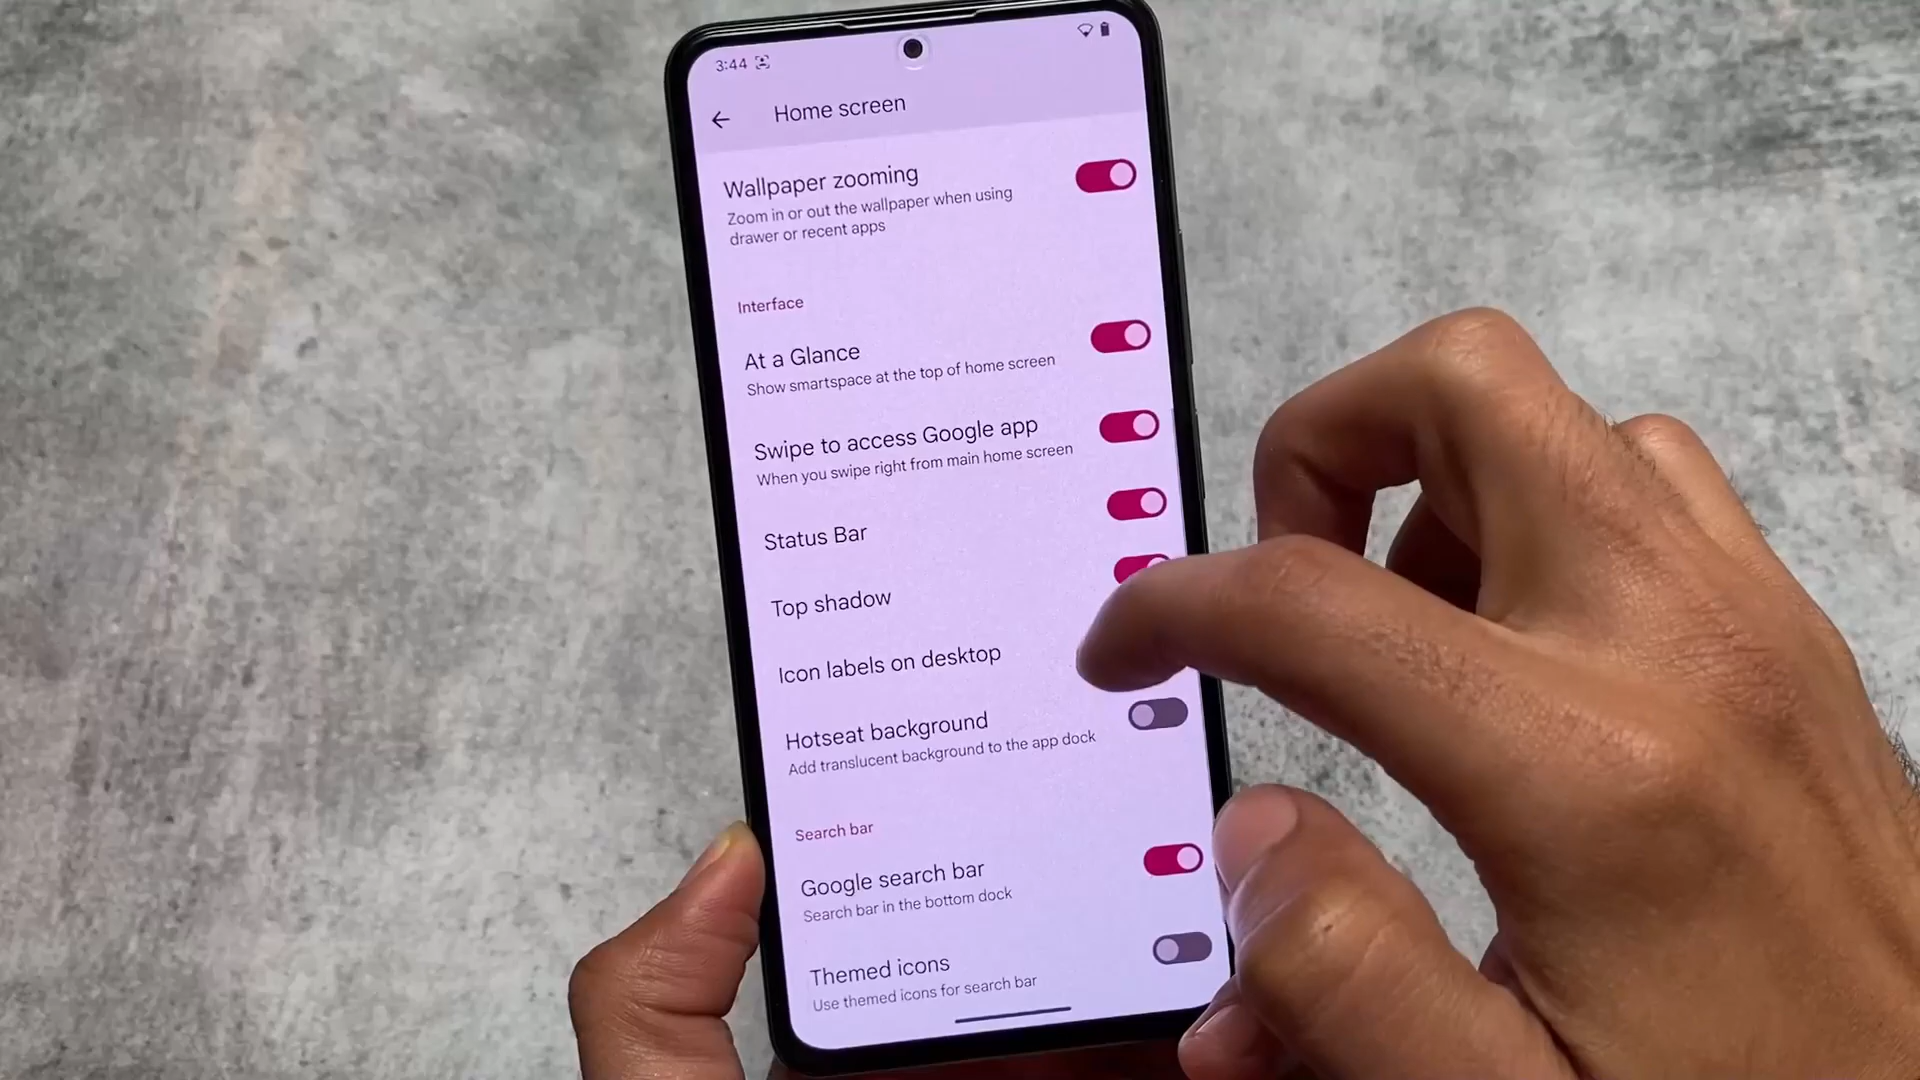 3:44
Home screen
Wallpaper zooming
Zoom in or out the wallpaper when using
drawer or recent apps
Interface
At a Glance
Show smartspace at the top of home screen
Swipe to access Google app
When you swipe right from main home screen
Status Bar
Top shadow
Icon labels on desktop
Hotseat background
Add translucent background to the app dock
Search bar
Google search bar
Search bar in the bottom dock
Themed icons
Use themed icons for search bar